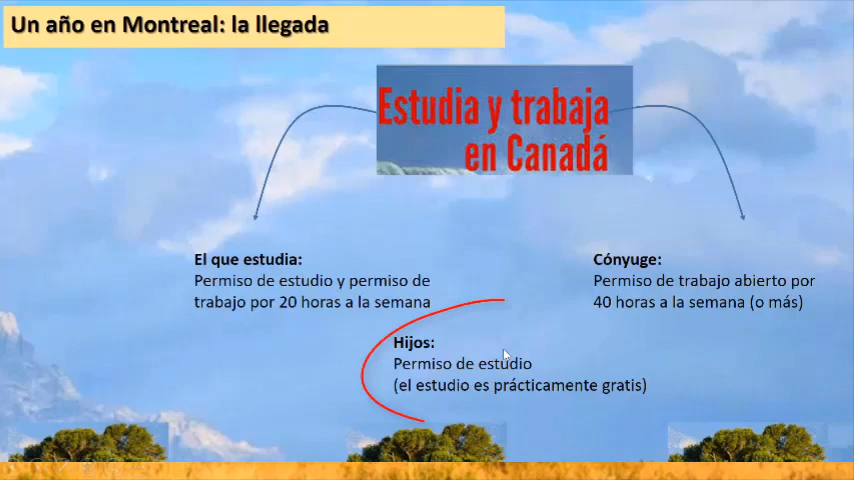 Un año en Montreal: la llegada
Estudia y trabaja
en Canadá
El que estudia:
Permiso de estudio y permiso de
trabajo por 20 horas a la semana
Cónyuge:
Permiso de trabajo abierto por
40 horas a la semana (o más)
Hijos:
Permiso de estudio
(el estudio es prácticamente gratis)